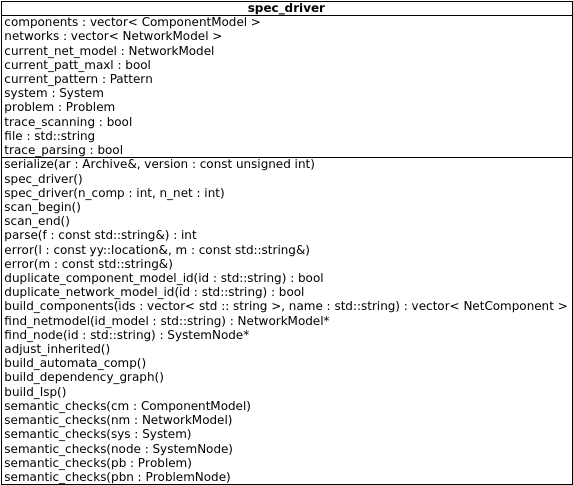 spec_driver
components : vector< ComponentModel >
networks : vector< NetworkModel >
current_net_model : NetworkModel
current_patt_maxl : bool
current_pattern : Pattern
system : System
problem : Problem
trace_scanning : bool
file : std::string
trace_parsing : bool
serialize(ar : Archive&, version : const unsigned int)
spec_driver()
spec_driver(n_comp : int, n_net : int)
scan_begin()
scan_end()
parse(f : const std::string&) : int
error(l : const yy::location&, m : const std::string&)
error(m : const std::string&)
duplicate_component_model_id(id : std::string) : bool
duplicate_network_model_id(id : std::string) : bool
build_components(ids : vector< std :: string >, name : std::string) : vector< NetComponent >
find_netmodel(id_model : std::string) : NetworkModel*
find_node(id : std::string) : SystemNode*
adjust_inherited()
build_automata_comp()
build_dependency_graph()
build_lsp()
semantic_checks(cm : ComponentModel)
semantic_checks(nm : NetworkModel)
semantic_checks(sys : System)
semantic_checks(node : SystemNode)
semantic_checks(pb : Problem)
semantic_checks(pbn : ProblemNode)